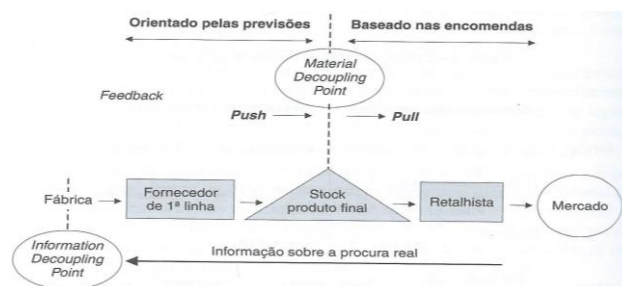 Orientado pelas previsões
Baseado nas encomendas
Material
Decoupling
Point
Feedback
Push
Pull
Fábrica
Fornecedor
de 1ª linha
Stock
produto final
Retalhista
Mercado
Information
Decoupling
Point
Informação sobre a procura real